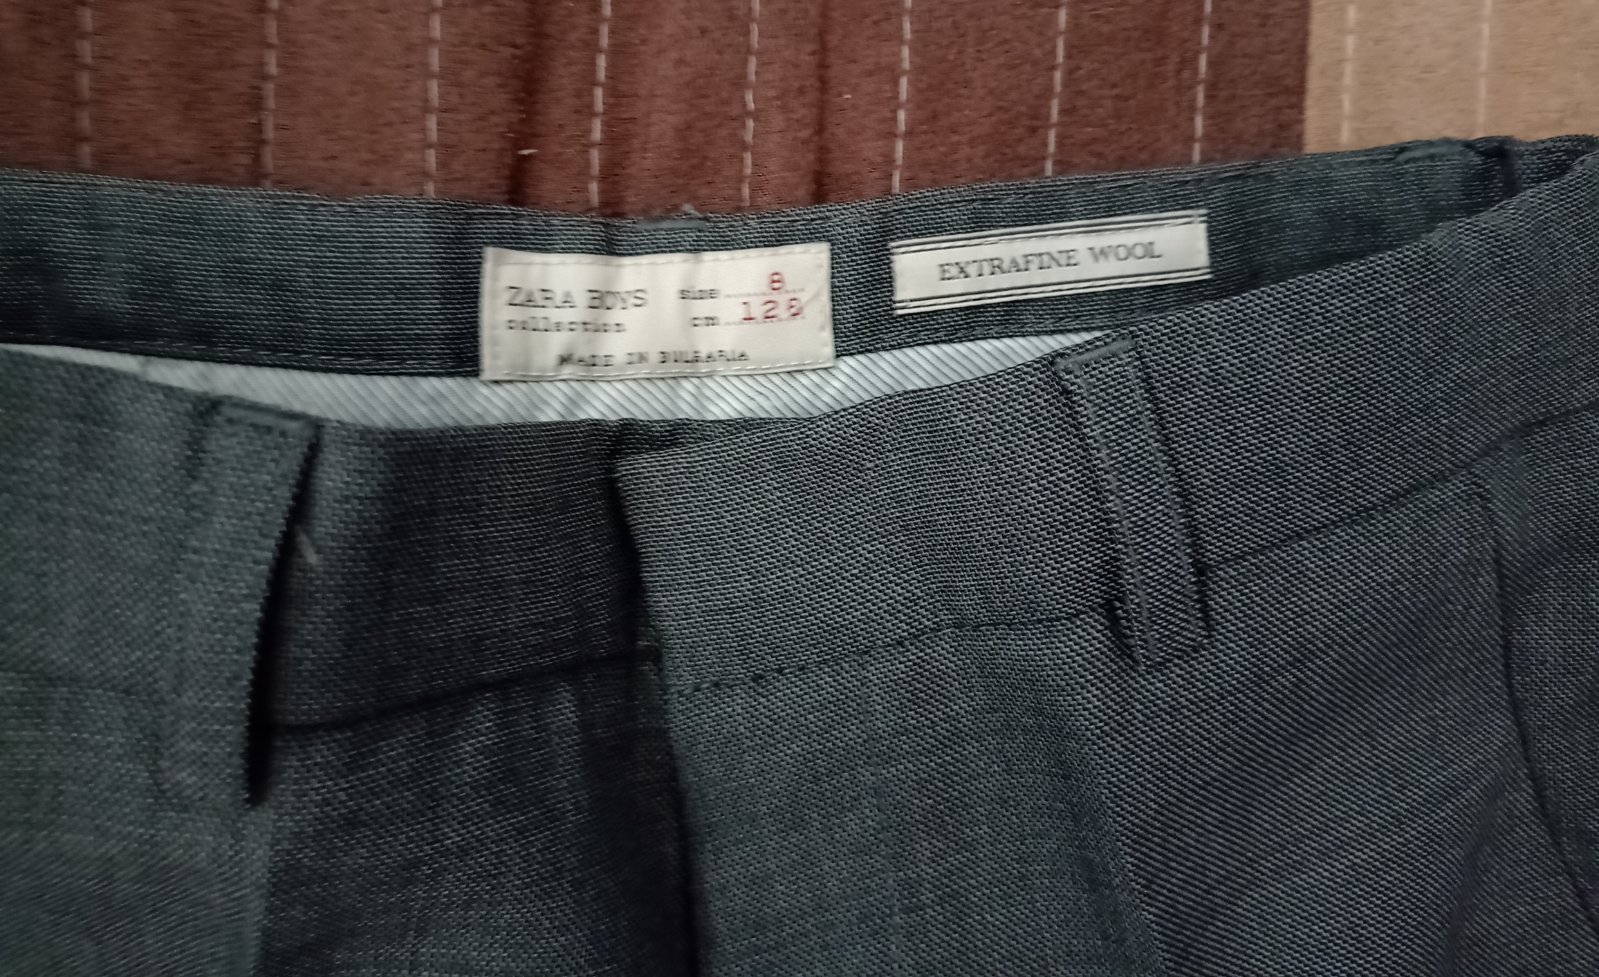 ZARA BOYS size 8
collection cm 128
MADE IN BULGARIA
EXTRAFINE WOOL